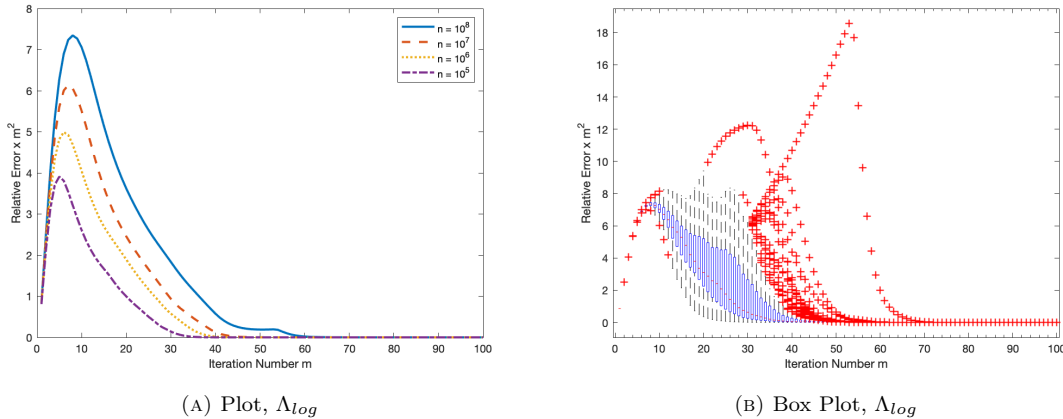 8
7
6
5
4
3
2
1
0
Relative Error x m²
n = 10⁸
n = 10⁷
n = 10⁶
n = 10⁵
0 10 20 30 40 50 60 70 80 90 100
Iteration Number m
(A) Plot, Λ_log
18
16
14
12
10
8
6
4
2
0
Relative Error x m²
10 20 30 40 50 60 70 80 90 100
Iteration Number m
(B) Box Plot, Λ_log